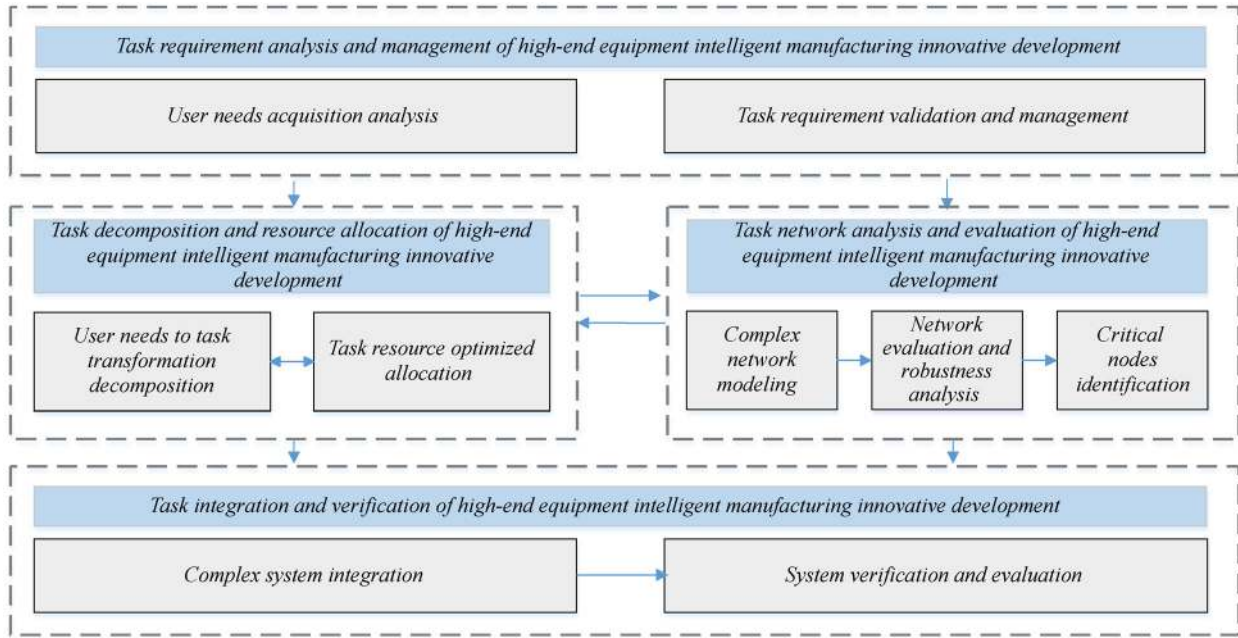 Task requirement analysis and management of high-end equipment intelligent manufacturing innovative development
User needs acquisition analysis
Task requirement validation and management
Task decomposition and resource allocation of high-end
equipment intelligent manufacturing innovative
development
User needs to task
transformation
decomposition
Task resource optimized
allocation
Task network analysis and evaluation of high-end
equipment intelligent manufacturing innovative
development
Complex
network
modeling
Network
evaluation and
robustness
analysis
Critical
nodes
identification
Task integration and verification of high-end equipment intelligent manufacturing innovative development
Complex system integration
System verification and evaluation